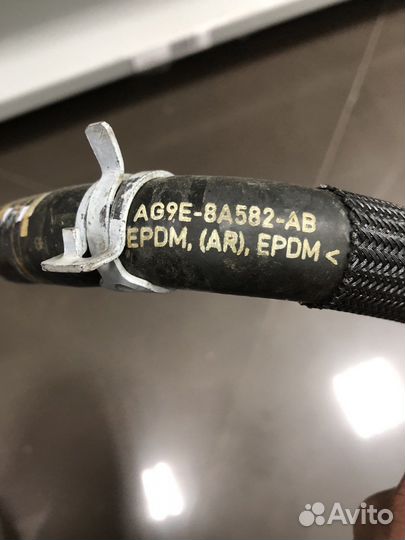 AG9E-8A582-AB
EPDM, (AR), EPDM <
Avito